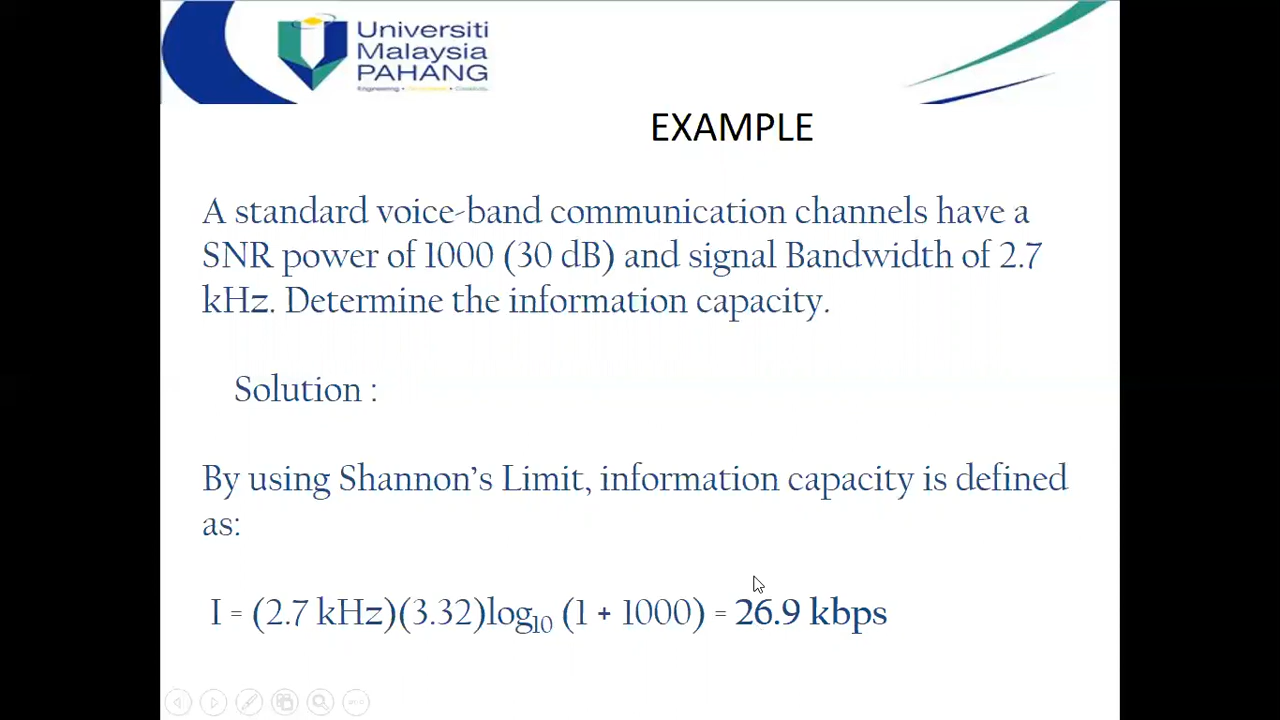 Universiti
Malaysia
PAHANG
EXAMPLE
A standard voice-band communication channels have a
SNR power of 1000 (30 dB) and signal Bandwidth of 2.7
kHz. Determine the information capacity.
Solution :
By using Shannon's Limit, information capacity is defined
as:
I = (2.7 kHz)(3.32)log₁₀ (1 + 1000) = 26.9 kbps